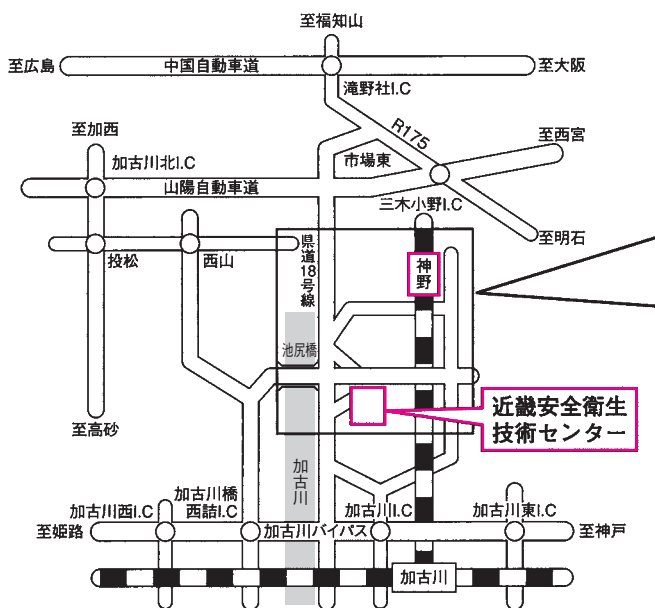 至福知山
至広島
中国自動車道
至大阪
滝野社I.C
R175
至加西
市場東
至西宮
加古川北I.C
山陽自動車道
三木小野I.C
至明石
投松
西山
県道18号線
神野
池尻橋
近畿安全衛生
技術センター
至高砂
加古川
加古川橋
西詰I.C
加古川西I.C
加古川I.C
加古川東I.C
至姫路
加古川バイパス
至神戸
加古川